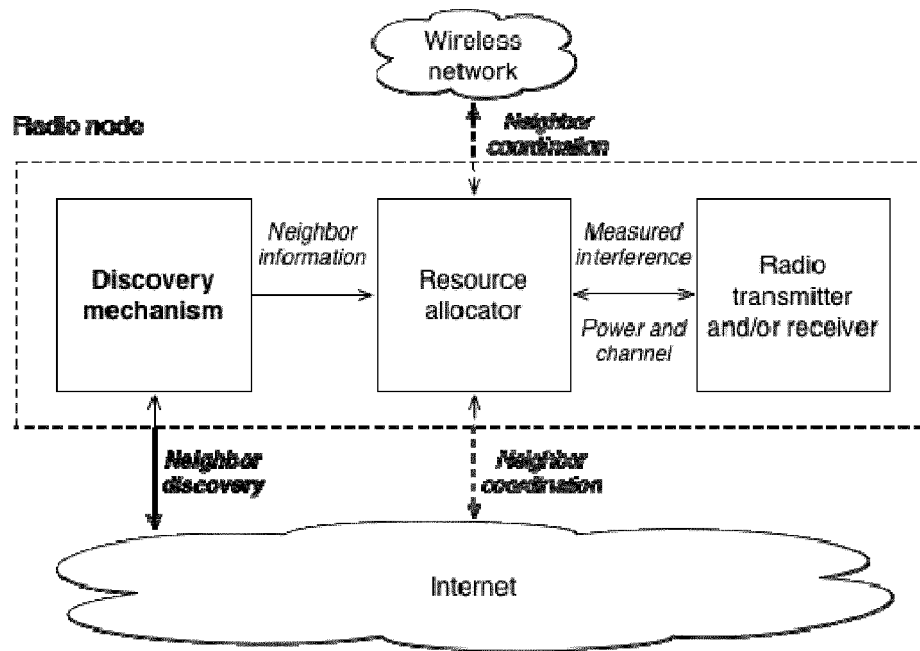 Wireless
network
Radio node
Neighbor
coordination
Discovery
mechanism
Neighbor
information
Resource
allocator
Measured
interference
Power and
channel
Radio
transmitter
and/or receiver
Neighbor
discovery
Neighbor
coordination
Internet